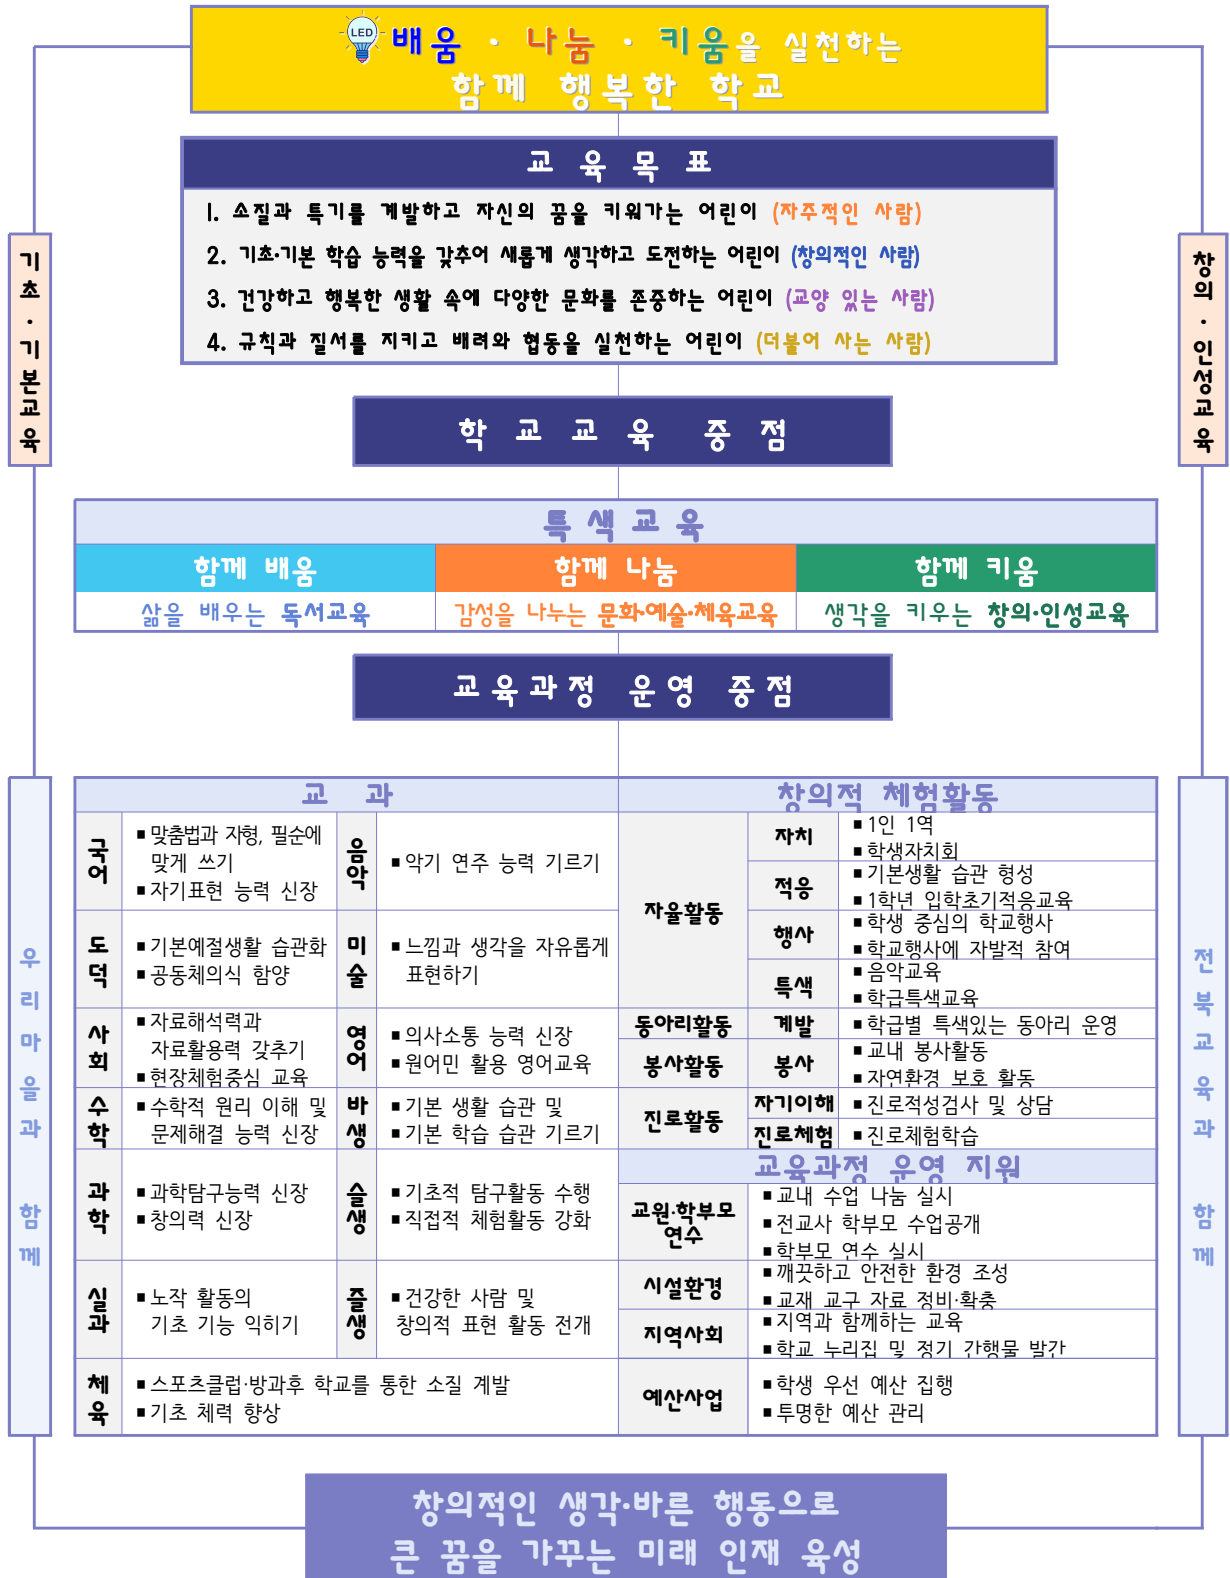 LED
배움 · 나눔 · 키움을 실천하는
함께 행복한 학교
교육목표
1. 소질과 특기를 계발하고 자신의 꿈을 키워가는 어린이 (자주적인 사람)
2. 기초·기본 학습 능력을 갖추어 새롭게 생각하고 도전하는 어린이 (창의적인 사람)
3. 건강하고 행복한 생활 속에 다양한 문화를 존중하는 어린이 (교양 있는 사람)
4. 규칙과 질서를 지키고 배려와 협동을 실천하는 어린이 (더불어 사는 사람)
기초·기본교육
창의·인성교육
학교교육 중점
특색교육
함께 배움
함께 나눔
함께 키움
삶을 배우는 독서교육
감성을 나누는 문화·예술·체육교육
생각을 키우는 창의·인성교육
교육과정 운영 중점
우리마을과 함께
전북교육과 함께
교 과
국어
▪맞춤법과 자형, 필순에
맞게 쓰기
▪자기표현 능력 신장
음악
▪악기 연주 능력 기르기
도덕
▪기본예절생활 습관화
▪공동체의식 함양
미술
▪느낌과 생각을 자유롭게
표현하기
사회
▪자료해석력과
자료활용력 갖추기
▪현장체험중심 교육
영어
▪의사소통 능력 신장
▪원어민 활용 영어교육
수학
▪수학적 원리 이해 및
문제해결 능력 신장
바생
▪기본 생활 습관 및
▪기본 학습 습관 기르기
과학
▪과학탐구능력 신장
▪창의력 신장
슬생
▪기초적 탐구활동 수행
▪직접적 체험활동 강화
실과
▪노작 활동의
기초 기능 익히기
즐생
▪건강한 사람 및
창의적 표현 활동 전개
체육
▪스포츠클럽·방과후 학교를 통한 소질 계발
▪기초 체력 향상
창의적 체험활동
자율활동
자치
▪1인 1역
▪학생자치회
적응
▪기본생활 습관 형성
▪1학년 입학초기적응교육
행사
▪학생 중심의 학교행사
▪학교행사에 자발적 참여
특색
▪음악교육
▪학급특색교육
동아리활동
계발
▪학급별 특색있는 동아리 운영
봉사활동
봉사
▪교내 봉사활동
▪자연환경 보호 활동
진로활동
자기이해
▪진로적성검사 및 상담
진로체험
▪진로체험학습
교육과정 운영 지원
교원·학부모
연수
▪교내 수업 나눔 실시
▪전교사 학부모 수업공개
▪학부모 연수 실시
시설환경
▪깨끗하고 안전한 환경 조성
▪교재 교구 자료 정비·확충
지역사회
▪지역과 함께하는 교육
▪학교 누리집 및 정기 간행물 발간
예산사업
▪학생 우선 예산 집행
▪투명한 예산 관리
창의적인 생각·바른 행동으로
큰 꿈을 가꾸는 미래 인재 육성